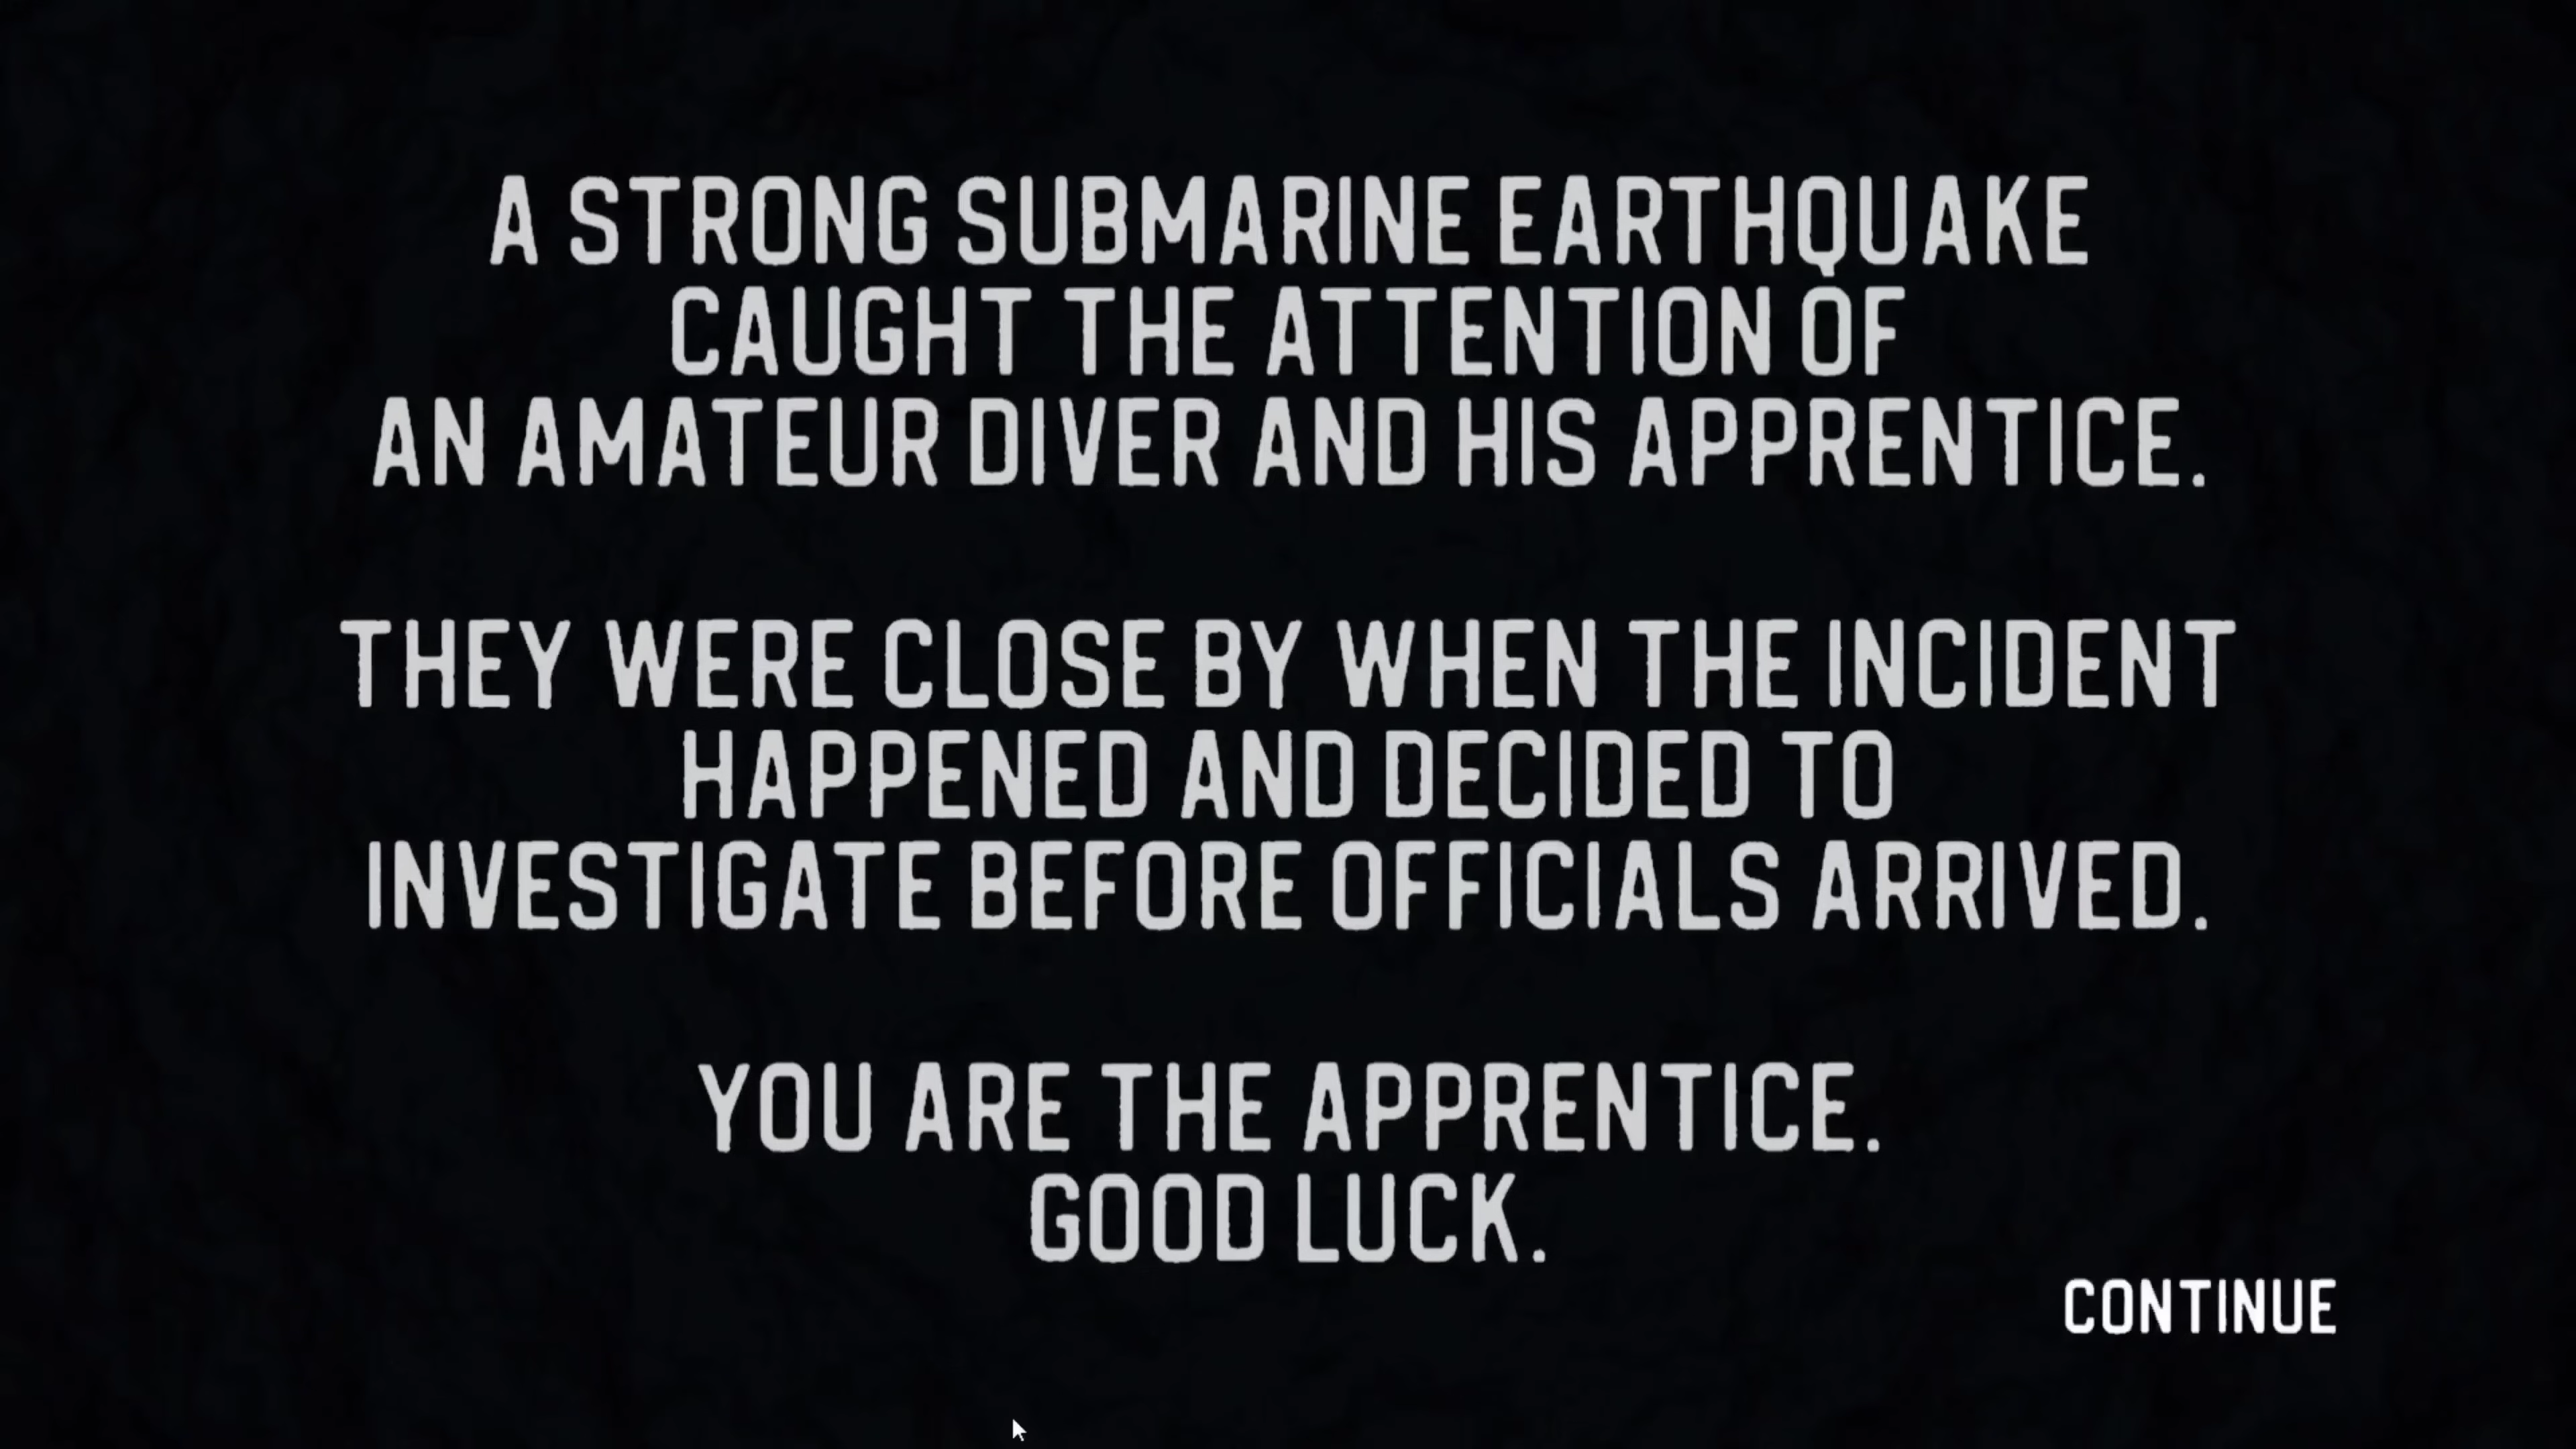 A STRONG SUBMARINE EARTHQUAKE
CAUGHT THE ATTENTION OF
AN AMATEUR DIVER AND HIS APPRENTICE.
THEY WERE CLOSE BY WHEN THE INCIDENT
HAPPENED AND DECIDED TO
INVESTIGATE BEFORE OFFICIALS ARRIVED.
YOU ARE THE APPRENTICE.
GOOD LUCK.
CONTINUE